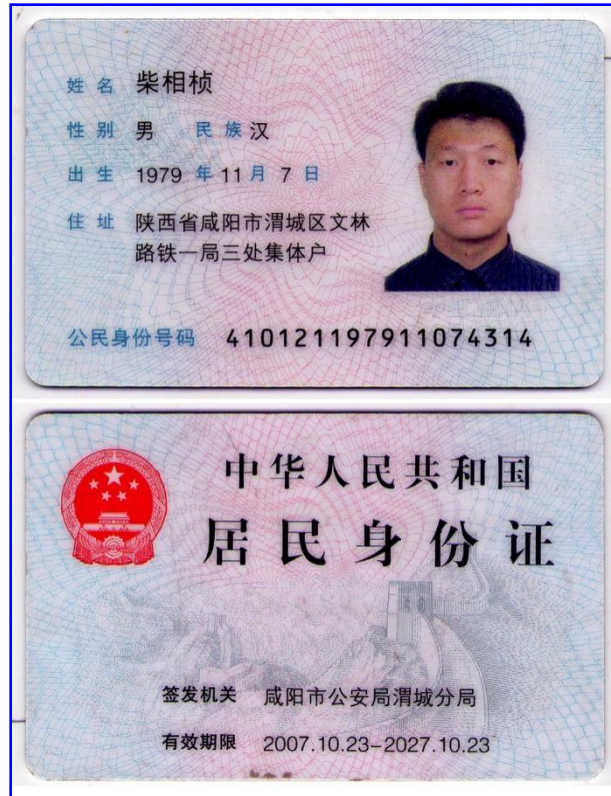 姓名 柴相桢
性别 男 民族 汉
出生 1979 年 11 月 7 日
住址 陕西省咸阳市渭城区文林
路铁一局三处集体户
公民身份号码 410121197911074314
中华人民共和国
居民身份证
签发机关 咸阳市公安局渭城分局
有效期限 2007.10.23-2027.10.23